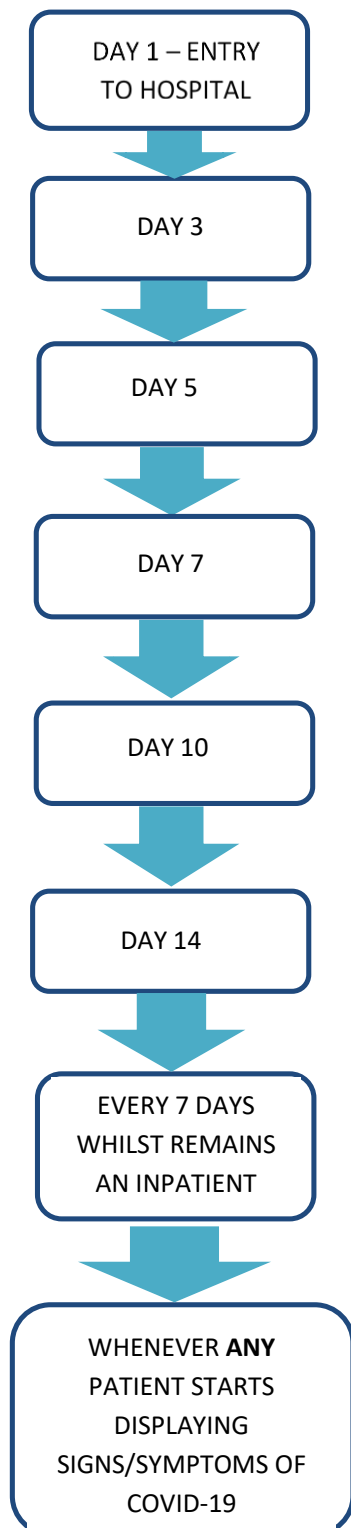 DAY 1 – ENTRY
TO HOSPITAL
DAY 3
DAY 5
DAY 7
DAY 10
DAY 14
EVERY 7 DAYS
WHILST REMAINS
AN INPATIENT
WHENEVER ANY
PATIENT STARTS
DISPLAYING
SIGNS/SYMPTOMS OF
COVID-19